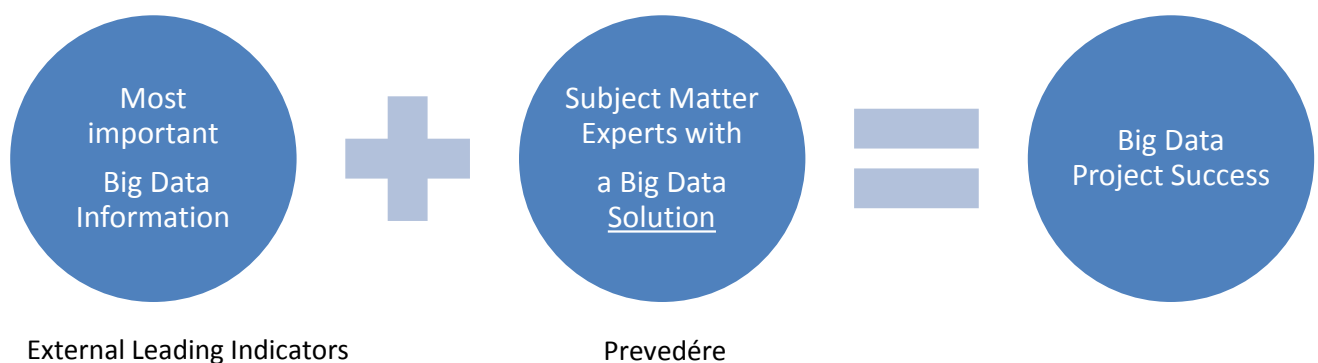 Most
important
Big Data
Information
Subject Matter
Experts with
a Big Data
Solution
Big Data
Project Success
External Leading Indicators
Prevedére